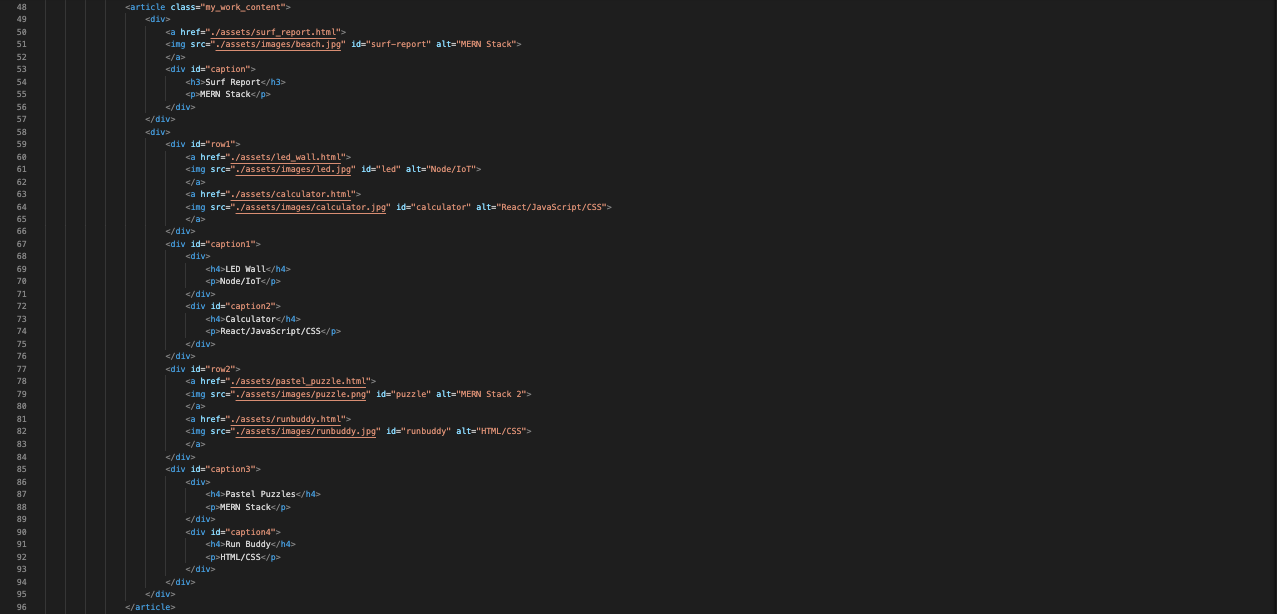 48 <article class="my_work_content">
49 <div>
50 <a href="./assets/surf_report.html">
51 <img src="./assets/images/beach.jpg" id="surf-report" alt="MERN Stack">
52 </a>
53 <div id="caption">
54 <h3>Surf Report</h3>
55 <p>MERN Stack</p>
56 </div>
57 </div>
58 <div>
59 <div id="row1">
60 <a href="./assets/led_wall.html">
61 <img src="./assets/images/led.jpg" id="led" alt="Node/IoT">
62 </a>
63 <a href="./assets/calculator.html">
64 <img src="./assets/images/calculator.jpg" id="calculator" alt="React/JavaScript/CSS">
65 </a>
66 </div>
67 <div id="caption1">
68 <div>
69 <h4>LED Wall</h4>
70 <p>Node/IoT</p>
71 </div>
72 <div id="caption2">
73 <h4>Calculator</h4>
74 <p>React/JavaScript/CSS</p>
75 </div>
76 </div>
77 <div id="row2">
78 <a href="./assets/pastel_puzzle.html">
79 <img src="./assets/images/puzzle.png" id="puzzle" alt="MERN Stack 2">
80 </a>
81 <a href="./assets/runbuddy.html">
82 <img src="./assets/images/runbuddy.jpg" id="runbuddy" alt="HTML/CSS">
83 </a>
84 </div>
85 <div id="caption3">
86 <div>
87 <h4>Pastel Puzzles</h4>
88 <p>MERN Stack</p>
89 </div>
90 <div id="caption4">
91 <h4>Run Buddy</h4>
92 <p>HTML/CSS</p>
93 </div>
94 </div>
95 </div>
96 </article>